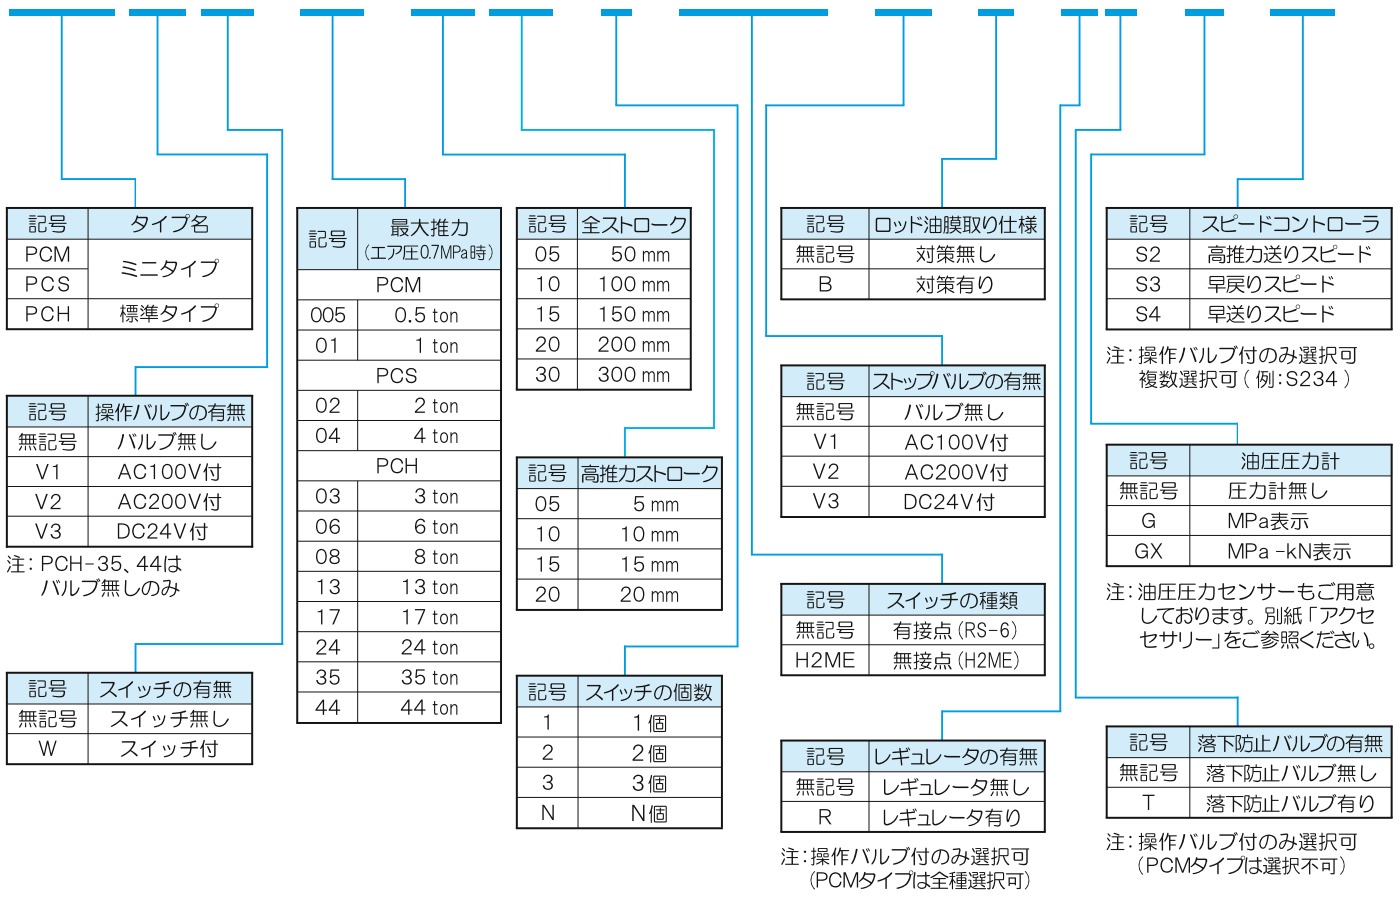 記号 タイプ名
PCM ミニタイプ
PCS
PCH 標準タイプ
記号 操作バルブの有無
無記号 バルブ無し
V1 AC100V付
V2 AC200V付
V3 DC24V付
注：PCH-35、44は
バルブ無しのみ
記号 スイッチの有無
無記号 スイッチ無し
W スイッチ付
記号 最大推力
（エア圧0.7MPa時）
PCM
005 0.5 ton
01 1 ton
PCS
02 2 ton
04 4 ton
PCH
03 3 ton
06 6 ton
08 8 ton
13 13 ton
17 17 ton
24 24 ton
35 35 ton
44 44 ton
記号 全ストローク
05 50 mm
10 100 mm
15 150 mm
20 200 mm
30 300 mm
記号 高推力ストローク
05 5 mm
10 10 mm
15 15 mm
20 20 mm
記号 スイッチの個数
1 1個
2 2個
3 3個
N N個
記号 ロッド油膜取り仕様
無記号 対策無し
B 対策有り
記号 ストップバルブの有無
無記号 バルブ無し
V1 AC100V付
V2 AC200V付
V3 DC24V付
記号 スイッチの種類
無記号 有接点（RS-6）
H2ME 無接点（H2ME）
記号 レギュレータの有無
無記号 レギュレータ無し
R レギュレータ有り
注：操作バルブ付のみ選択可
（PCMタイプは全種選択可）
記号 スピードコントローラ
S2 高推力送りスピード
S3 早戻りスピード
S4 早送りスピード
注：操作バルブ付のみ選択可
複数選択可（例：S234）
記号 油圧圧力計
無記号 圧力計無し
G MPa表示
GX MPa -kN表示
注：油圧圧力センサーもご用意
しております。別紙「アクセ
セサリー」をご参照ください。
記号 落下防止バルブの有無
無記号 落下防止バルブ無し
T 落下防止バルブ有り
注：操作バルブ付のみ選択可
（PCMタイプは選択不可）